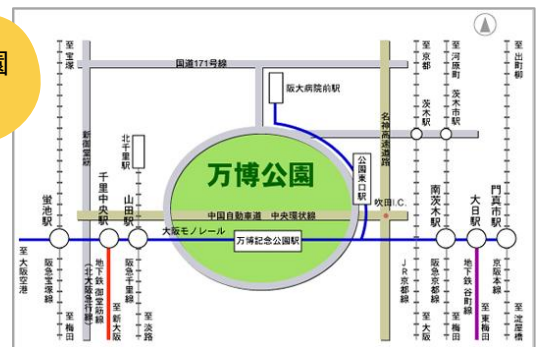 園
至宝塚
国道171号線
阪大病院前駅
名神高速道路
至京都
至河原町
至出町柳
茨木駅
茨木市駅
新御堂筋
北千里駅
万博公園
公園東口駅
吹田I.C.
蛍池駅
千里中央駅
山田駅
中国自動車道 中央環状線
大阪モノレール
万博記念公園駅
南茨木駅
大日駅
門真市駅
至大阪空港
阪急宝塚線
至梅田
地下鉄御堂筋線
(北大阪急行線)
至新大阪
阪急千里線
至淡路
JR京都線
至大阪
阪急京都線
至梅田
地下鉄谷町線
至東梅田
京阪本線
至淀屋橋